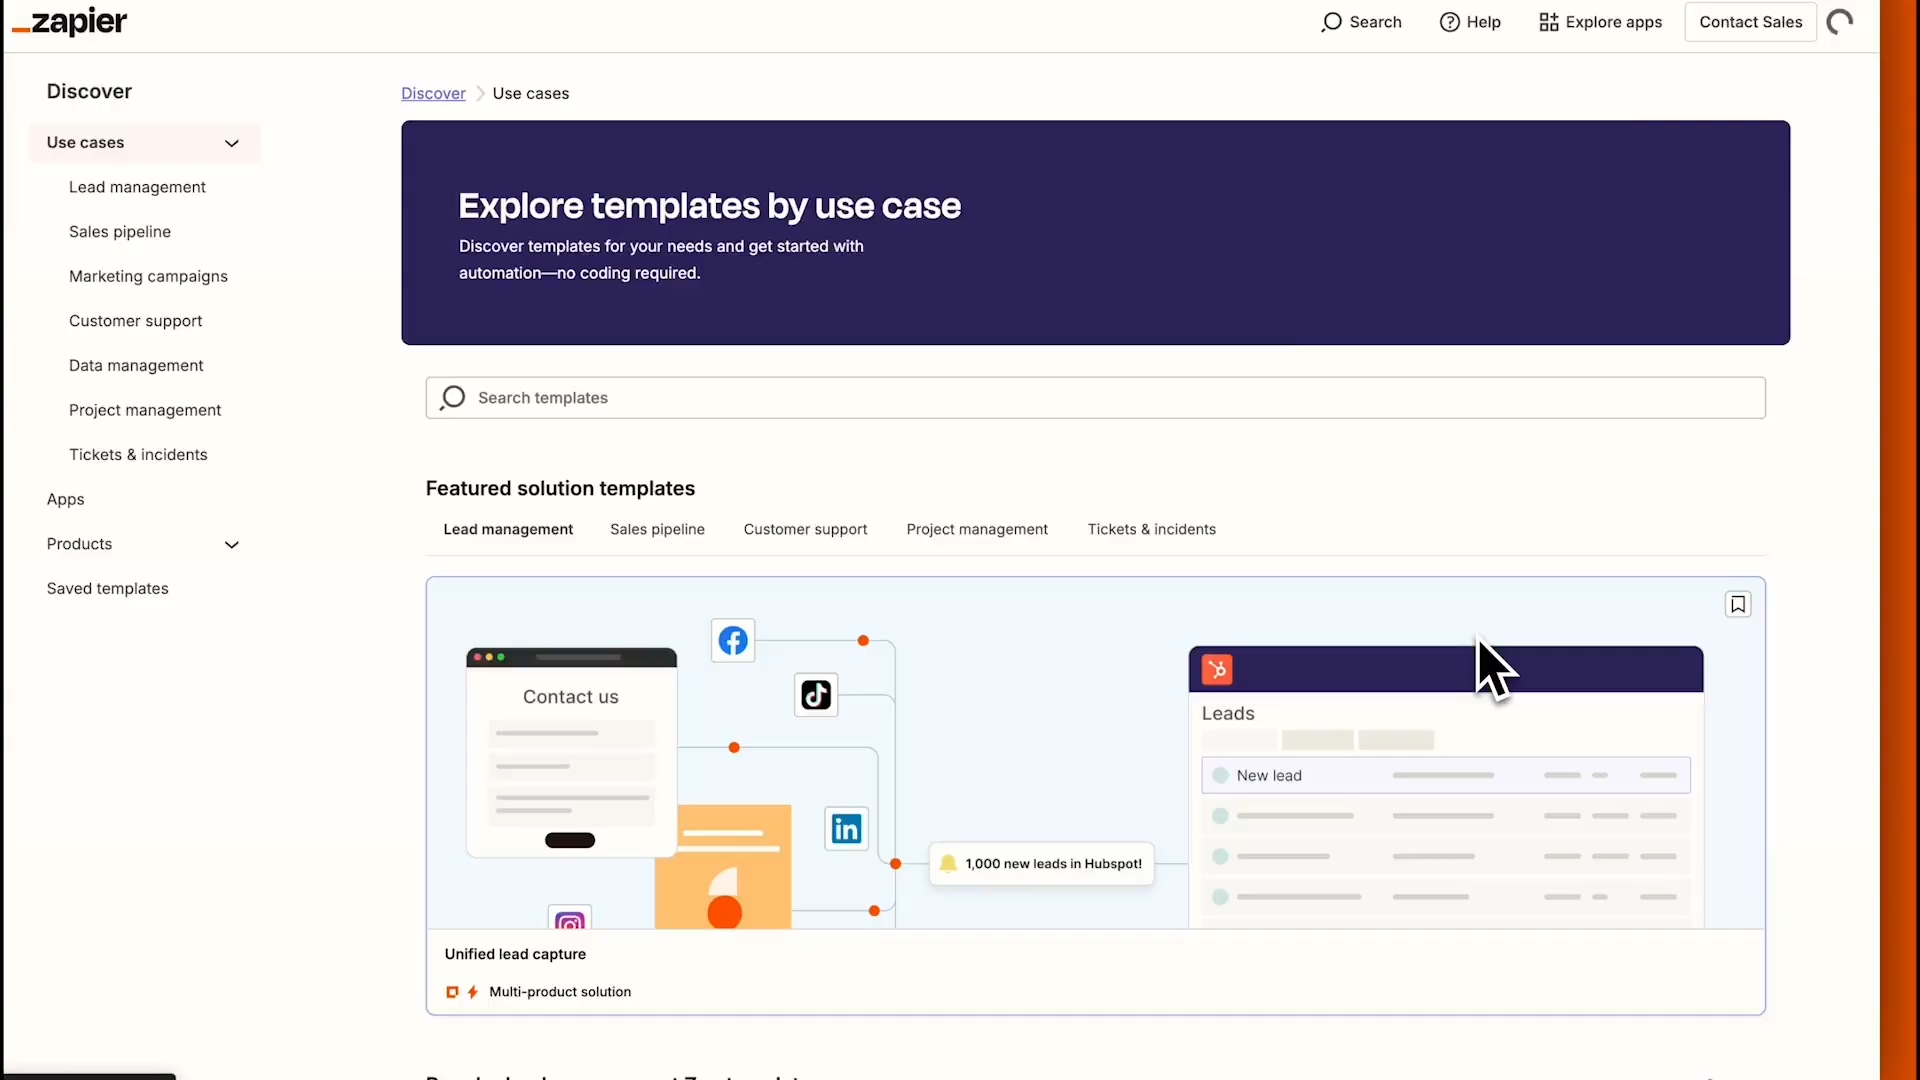 zapier
Search
Help
Explore apps
Contact Sales
Discover
Use cases
Lead management
Sales pipeline
Marketing campaigns
Customer support
Data management
Project management
Tickets & incidents
Apps
Products
Saved templates
Discover
Use cases
Explore templates by use case
Discover templates for your needs and get started with
automation—no coding required.
Search templates
Featured solution templates
Lead management
Sales pipeline
Customer support
Project management
Tickets & incidents
Contact us
in
1,000 new leads in Hubspot!
Leads
New lead
Unified lead capture
Multi-product solution